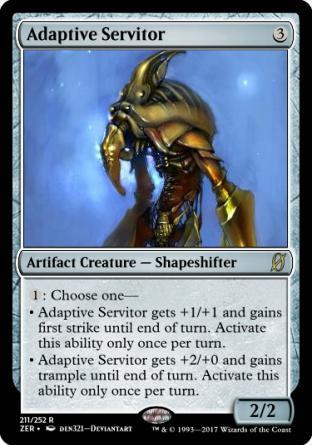 Adaptive Servitor 3
Artifact Creature — Shapeshifter
1: Choose one—
• Adaptive Servitor gets +1/+1 and gains
first strike until end of turn. Activate
this ability only once per turn.
• Adaptive Servitor gets +2/+0 and gains
trample until end of turn. Activate this
ability only once per turn.
2/2
211/252 R
ZER • DEN321-DEVIANTART
™ & © 1993—2017 Wizards of the Coast